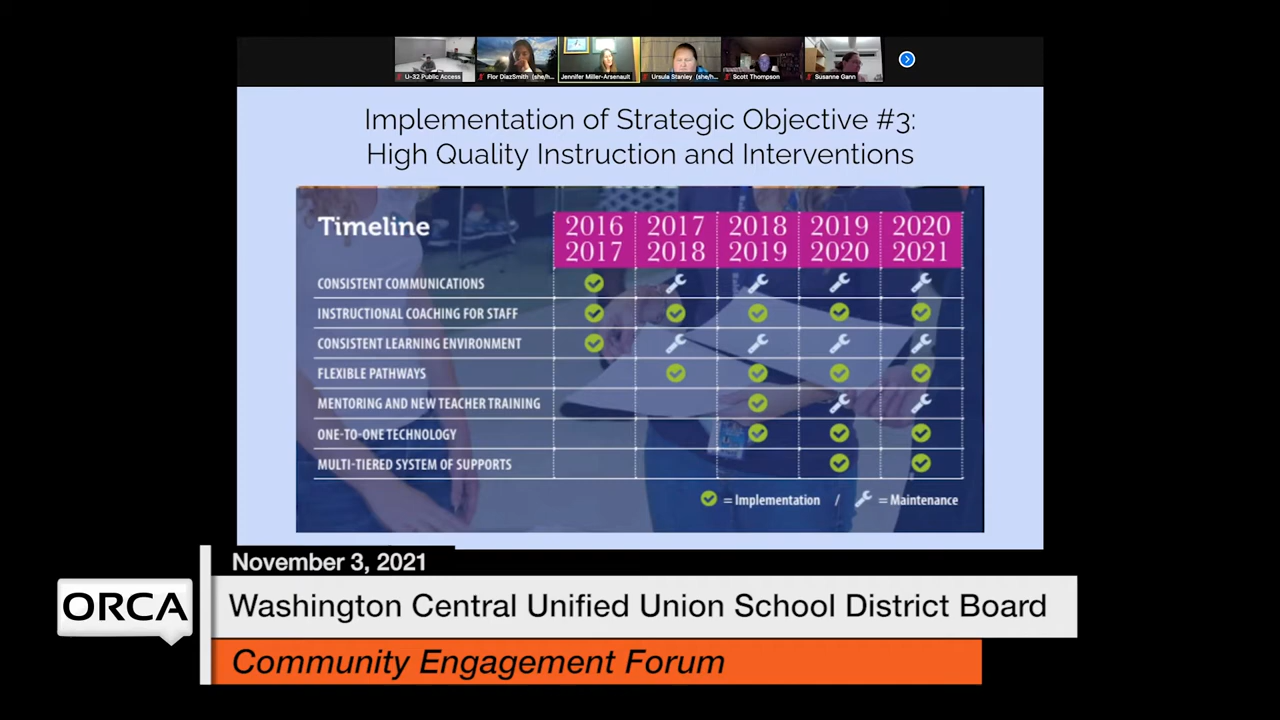 U-32 Public Access
Flor DiazSmith (she/h...
Jennifer Miller-Arsenault
Ursula Stanley (she/h...
Scott Thompson
Susanne Gann
Implementation of Strategic Objective #3:
High Quality Instruction and Interventions
Timeline
2016 2017 2018 2019 2020
2017 2018 2019 2020 2021
CONSISTENT COMMUNICATIONS
INSTRUCTIONAL COACHING FOR STAFF
CONSISTENT LEARNING ENVIRONMENT
FLEXIBLE PATHWAYS
MENTORING AND NEW TEACHER TRAINING
ONE-TO-ONE TECHNOLOGY
MULTI-TIERED SYSTEM OF SUPPORTS
= Implementation / = Maintenance
November 3, 2021
ORCA
Washington Central Unified Union School District Board
Community Engagement Forum